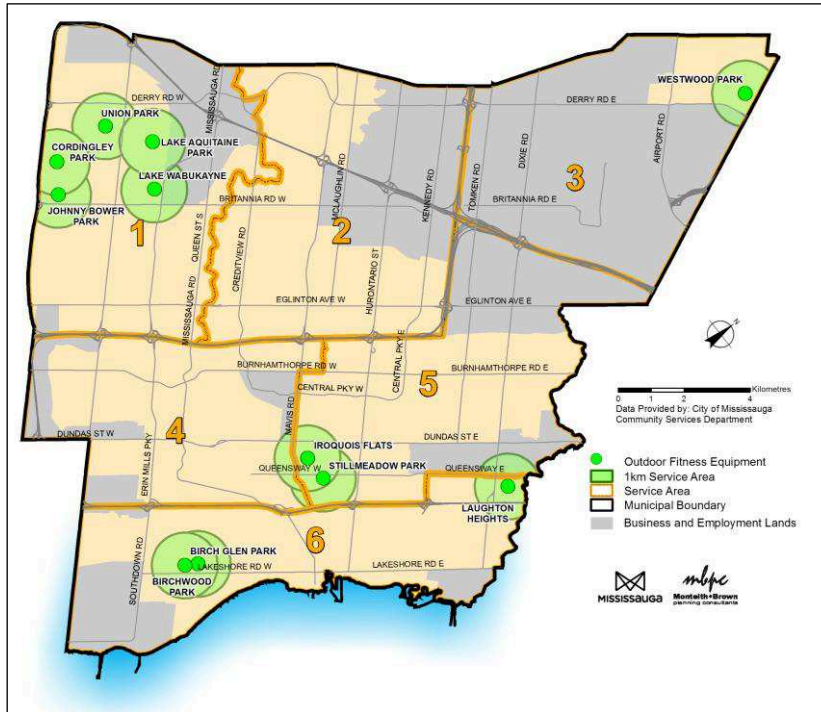 WESTWOOD PARK
MISSISSAUGA RD
DERRY RD W
DERRY RD E
UNION PARK
LAKE AQUITAINE
PARK
CORDINGLEY
PARK
LAKE WABUKAYNE
JOHNNY BOWER
PARK
BRITANNIA RD W
BRITANNIA RD E
MCLAUGHLIN RD
KENNEDY RD
TOMKEN RD
DIXIE RD
AIRPORT RD
1
2
3
QUEEN ST S
CREDITVIEW RD
HURONTARIO ST
MISSISSAUGA RD
EGLINTON AVE W
EGLINTON AVE E
CENTRAL PKY E
BURNHAMTHORPE RD W
BURNHAMTHORPE RD E
CENTRAL PKY W
5
4
MAVIS RD
DUNDAS ST W
DUNDAS ST E
ERIN MILLS PKY
IROQUOIS FLATS
STILLMEADOW PARK
QUEENSWAY W
QUEENSWAY E
LAUGHTON
HEIGHTS
6
SOUTHDOWN RD
BIRCH GLEN PARK
LAKESHORE RD W
LAKESHORE RD E
BIRCHWOOD
PARK
N
Kilometres
0 1 2 4
Data Provided by: City of Mississauga
Community Services Department
Outdoor Fitness Equipment
1km Service Area
Service Area
Municipal Boundary
Business and Employment Lands
MISSISSAUGA
mbpc
Monteith•Brown
planning consultants